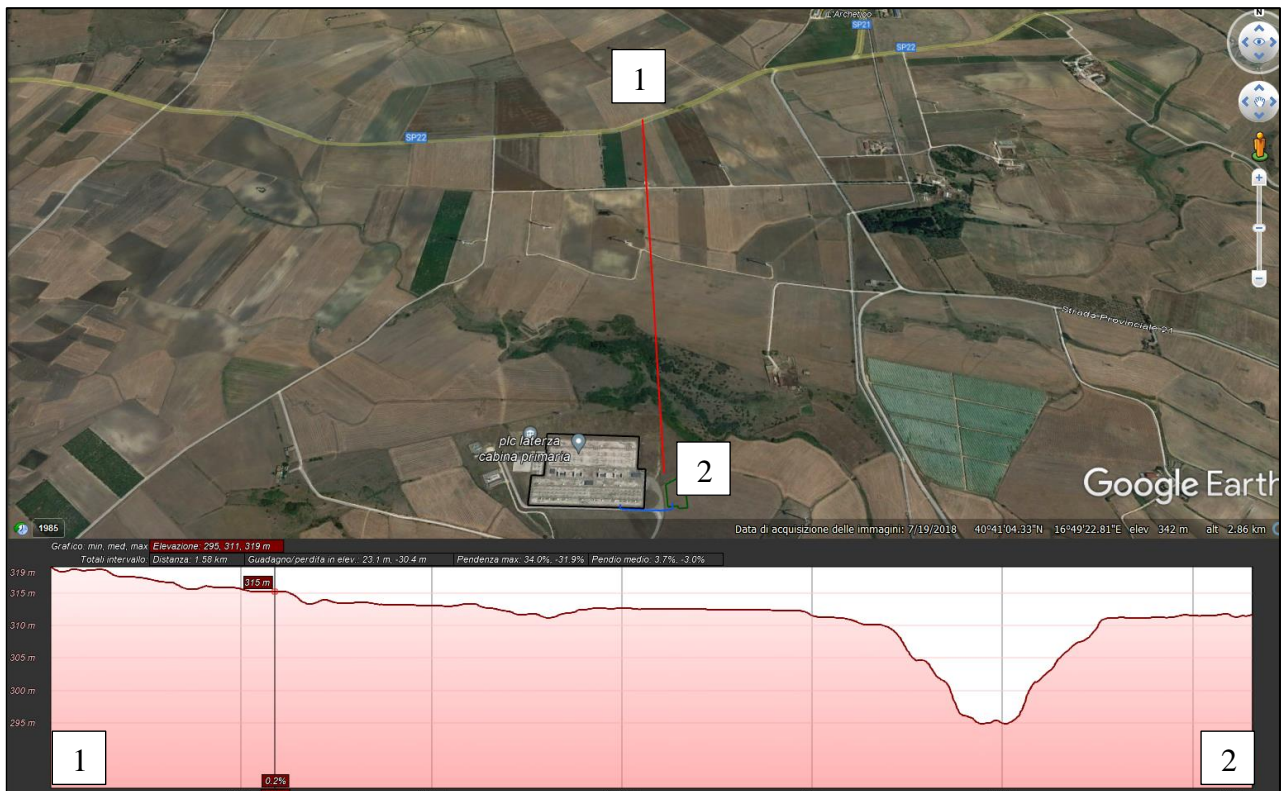 L'Archetico
SP21
SP22
N
1
SP22
Strada Provinciale 21
plc laterza
cabina primaria
2
Google Earth
1985
Data di acquisizione delle immagini: 7/19/2018 40°41'04.33"N 16°49'22.81"E elev 342 m alt 2.86 km
Grafico: min, med, max Elevazione: 295, 311, 319 m
Totali intervallo: Distanza: 1.58 km Guadagno/perdita in elev.: 23.1 m, -30.4 m Pendenza max: 34.0%, -31.9% Pendio medio: 3.7%, -3.0%
319 m
315 m
315 m
310 m
305 m
300 m
295 m
1
2
0.2%